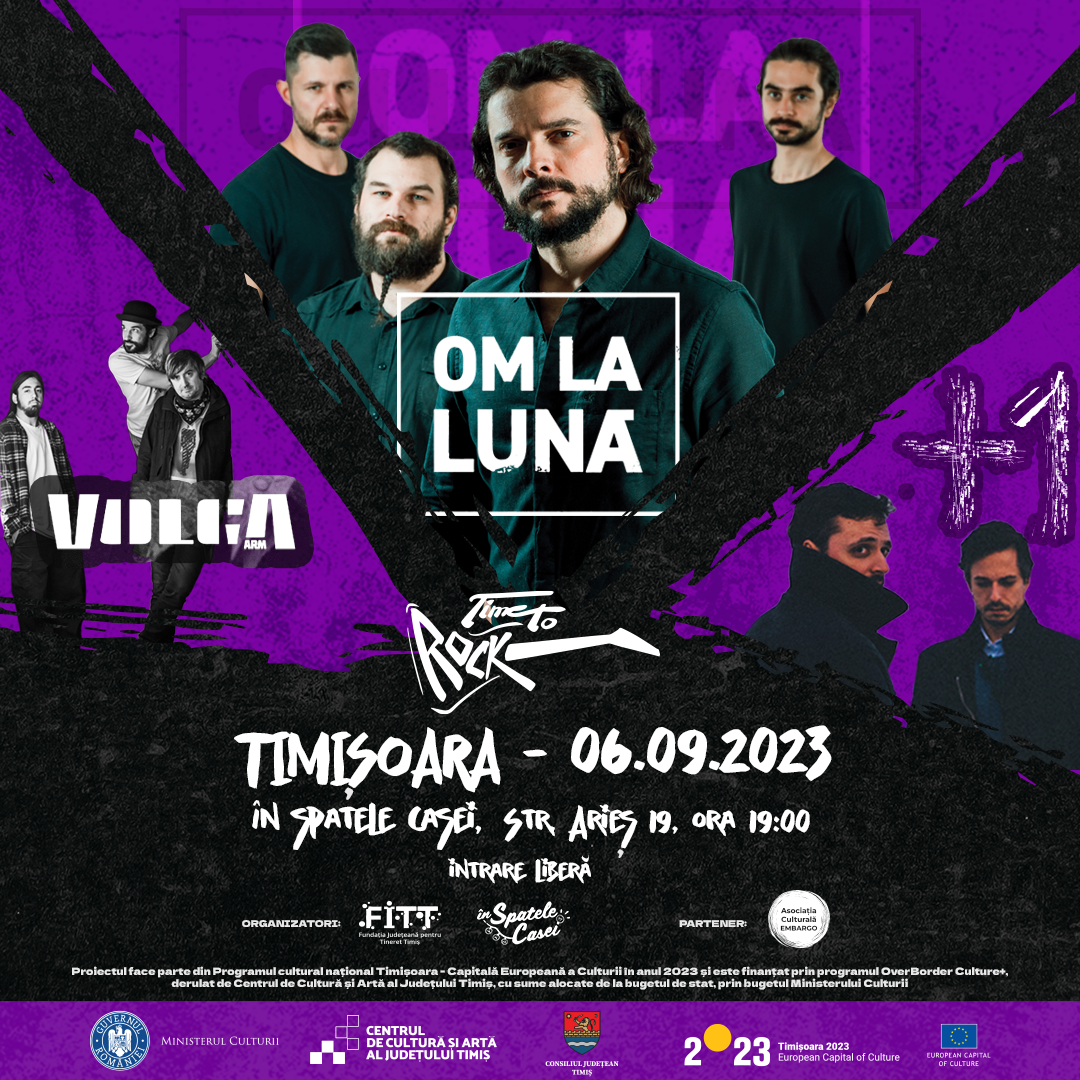 OM LA
LUNA
OM LA
LUNĂ
+1
VOLGA
ARM
Time To
Rock
TIMIȘOARA - 06.09.2023
ÎN SPATELE CASEI, STR ARIEȘ 19, ORA 19:00
INTRARE LIBERĂ
ORGANIZATORI:
FITT
Fundația Județeană pentru
Tineret Timiș
în Spatele
Casei
PARTENER:
Asociația
Culturală
EMBARGO
Proiectul face parte din Programul cultural național Timișoara – Capitală Europeană a Culturii în anul 2023 și este finanțat prin programul OverBorder Culture+,
derulat de Centrul de Cultură și Artă al Județului Timiș, cu sume alocate de la bugetul de stat, prin bugetul Ministerului Culturii
GUVERNUL
ROMÂNIEI
MINISTERUL CULTURII
CENTRUL
DE CULTURĂ SI ARTĂ
AL JUDEȚULUI TIMIȘ
CONSILIUL JUDEȚEAN
TIMIȘ
2023
Timișoara 2023
European Capital of Culture
EUROPEAN CAPITAL
OF CULTURE